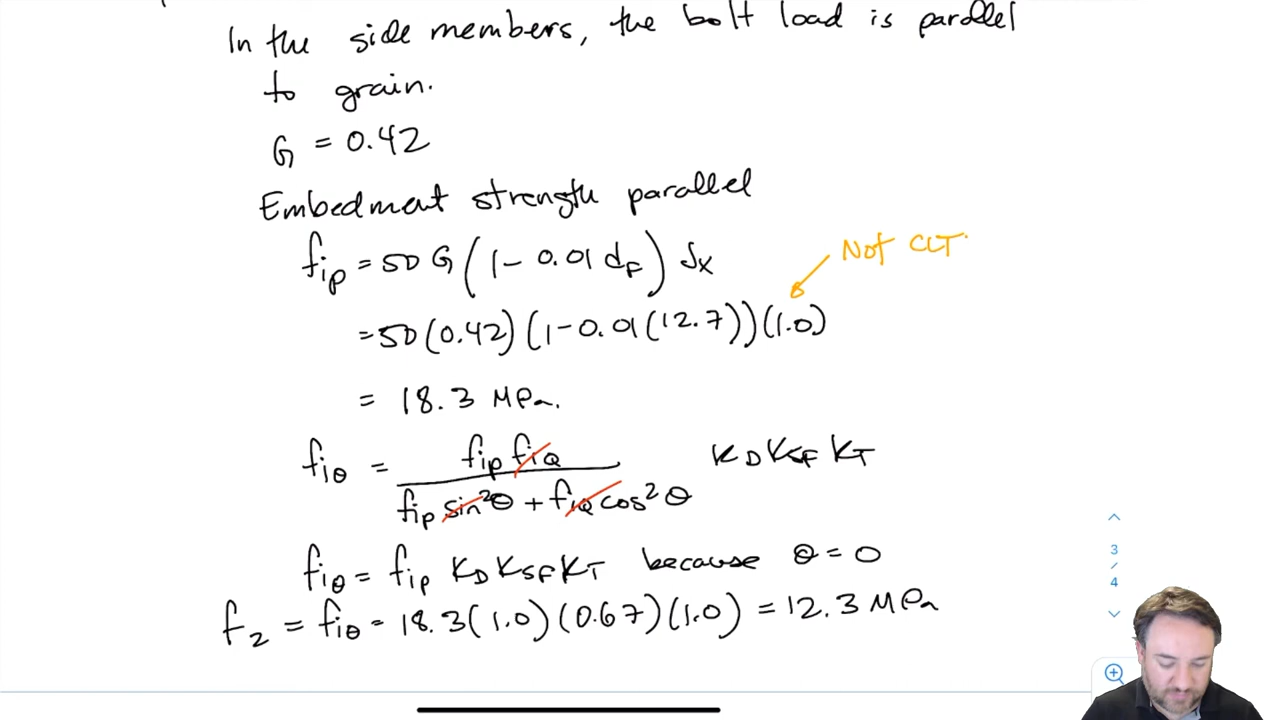 In the side members, the bolt load is parallel
to grain.
G = 0.42
Embedment strength parallel
fip = 50 G (1 - 0.01 dF) Jx
Not CLT.
= 50 (0.42) (1 - 0.01 (12.7)) (1.0)
= 18.3 MPa.
fiθ = fip fiQ / fip sin²θ + fiQ cos²θ KD KSF KT
fiθ = fip KD KSF KT because θ = 0
f2 = fiθ = 18.3 (1.0) (0.67) (1.0) = 12.3 MPa
3
/
4